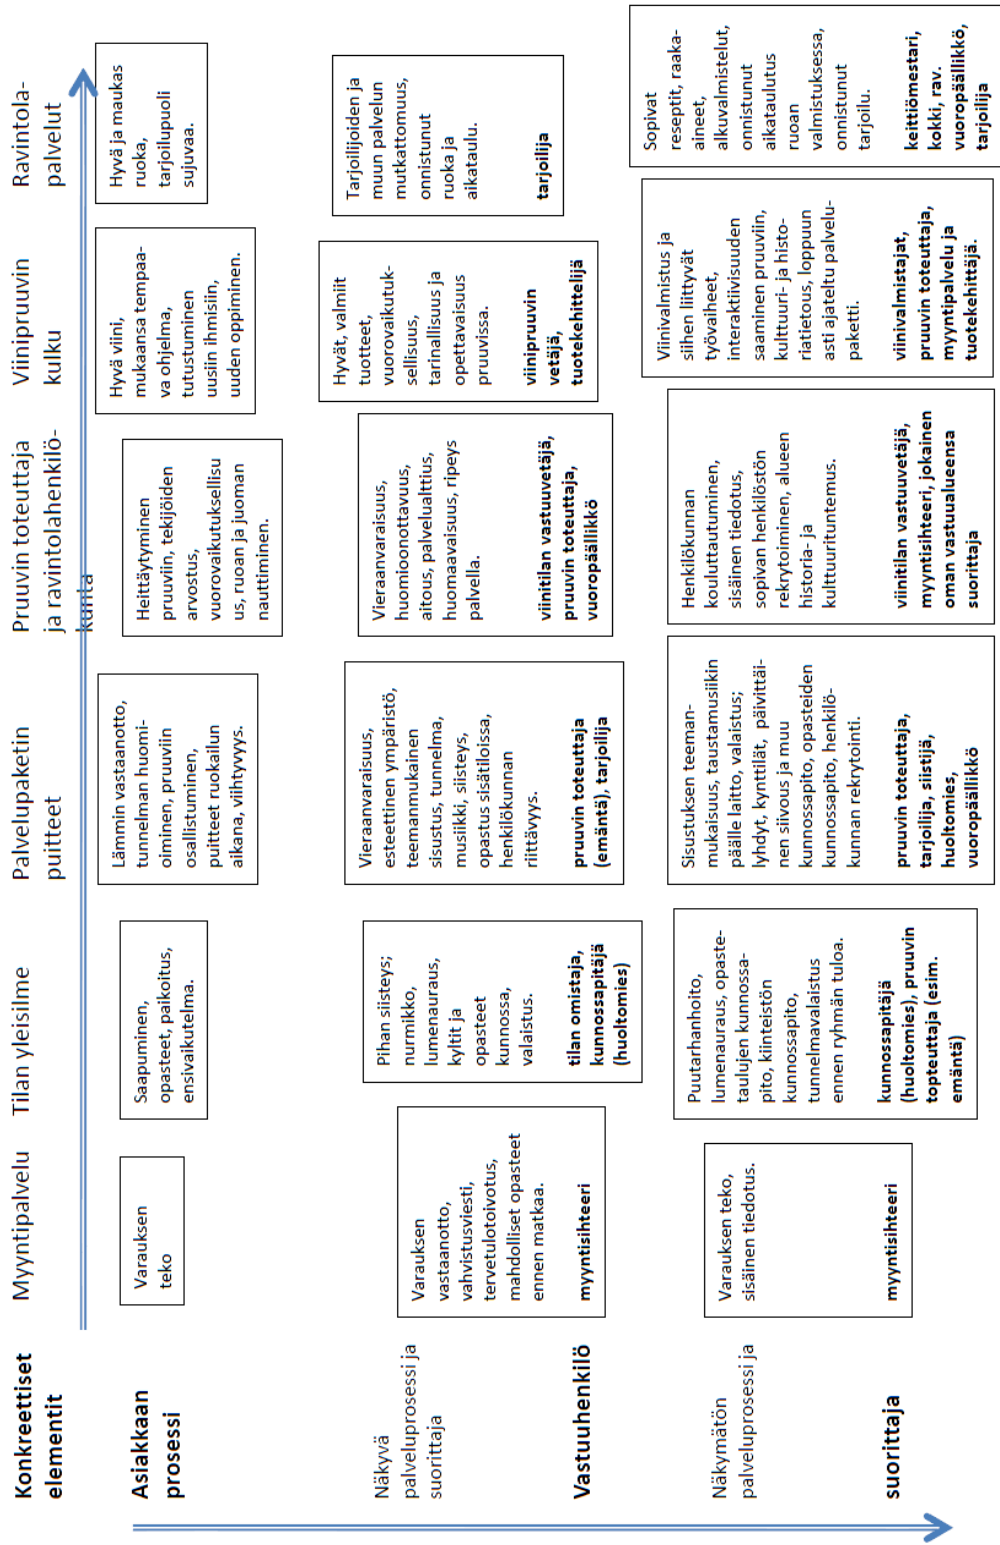 Konkreettiset
elementit
Myyntipalvelu
Tilan yleisilme
Palvelupaketin
puitteet
Pruuvin toteuttaja
ja ravintolahenkilö-
kunta
Viinipruuvin
kulku
Ravintola-
palvelut
Asiakkaan
prosessi
Varauksen
teko
Saapuminen,
opasteet, paikoitus,
ensivaikutelma.
Lämmin vastaanotto,
tunnelman huomi-
oiminen, pruuviin
osallistuminen,
puitteet ruokailun
aikana, viihtyvyys.
Heittäytyminen
pruuviin, tekijöiden
arvostus,
vuorovaikutuksellisu
us, ruoan ja juoman
nauttiminen.
Hyvä viini,
mukaansa tempaa-
va ohjelma,
tutustuminen
uusiin ihmisiin,
uuden oppiminen.
Hyvä ja maukas
ruoka,
tarjoilupuoli
sujuvaa.
Näkyvä
palveluprosessi ja
suorittaja
Vastuuhenkilö
Varauksen
vastaanotto,
vahvistusviesti,
tervetulotoivotus,
mahdolliset opasteet
ennen matkaa.
myyntisihteeri
Pihan siisteys;
nurmikko,
lumenauraus,
kyltit ja
opasteet
kunnossa,
valaistus.
tilan omistaja,
kunnossapitäjä
(huoltomies)
Vieraanvaraisuus,
esteettinen ympäristö,
teemanmukainen
sisustus, tunnelma,
musiikki, siisteys,
opastus sisätiloissa,
henkilökunnan
riittävyys.
pruuvin toteuttaja
(emäntä), tarjoilija
Vieraanvaraisuus,
huomionottavuus,
aitous, palvelualttius,
huomaavaisuus, ripeys
palvella.
viinitilan vastuuvetäjä,
pruuvin toteuttaja,
vuoropäällikkö
Hyvät, valmiit
tuotteet,
vuorovaikutuk-
sellisuus,
tarinallisuus ja
opettavaisuus
pruuvissa.
viinipruuvin
vetäjä,
tuotekehittelijä
Tarjoilijoiden ja
muun palvelun
mutkattomuus,
onnistunut
ruoka ja
aikataulu.
tarjoilija
Näkymätön
palveluprosessi ja
suorittaja
Varauksen teko,
sisäinen tiedotus.
myyntisihteeri
Puutarhanhoito,
lumenauraus, opaste-
taulujen kunnossa-
pito, kiinteistön
kunnossapito,
tunnelmavalaistus
ennen ryhmän tuloa.
kunnossapitäjä
(huoltomies), pruuvin
topteuttaja (esim.
emäntä)
Sisustuksen teeman-
mukaisuus, taustamusiikin
päälle laitto, valaistus;
lyhdyt, kynttilät, päivittäi-
nen siivous ja muu
kunnossapito, opasteiden
kunnossapito, henkilö-
kunnan rekrytointi.
pruuvin toteuttaja,
tarjoilija, siistijä,
huoltomies,
vuoropäällikkö
Henkilökunnan
kouluttautuminen,
sisäinen tiedotus,
sopivan henkilöstön
rekrytoiminen, alueen
historia- ja
kulttuurituntemus.
viinitilan vastuuvetäjä,
myyntisihteeri, jokainen
oman vastuualueensa
suorittaja
Viinivalmistus ja
siihen liittyvät
työvaiheet,
interaktiivisuuden
saaminen pruuviin,
kulttuuri- ja histo-
riatietous, loppuun
asti ajateltu palvelu-
paketti.
viinivalmistajat,
pruuvin toteuttaja,
myyntipalvelu ja
tuotekehittäjä.
Sopivat
reseptit, raaka-
aineet,
alkuvalmistelut,
onnistunut
aikataulutus
ruoan
valmistuksessa,
onnistunut
tarjoilu.
keittiömestari,
kokki, rav.
vuoropäällikkö,
tarjoilija